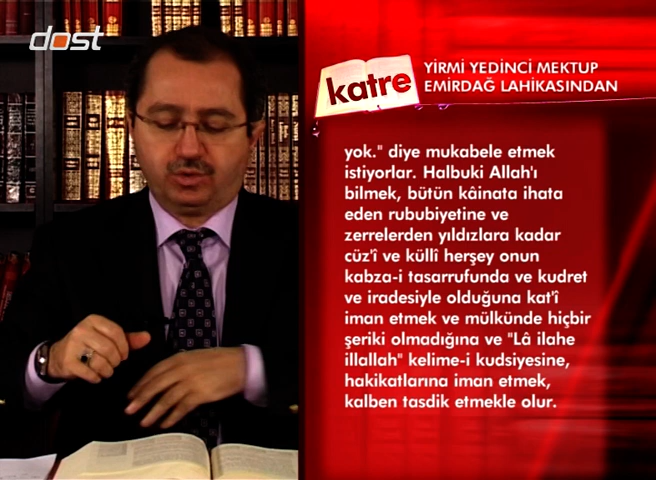 dost
katre
YİRMİ YEDİNCİ MEKTUP
EMİRDAĞ LAHİKASINDAN
yok." diye mukabele etmek
istiyorlar. Halbuki Allah'ı
bilmek, bütün kâinata ihata
eden rububiyetine ve
zerrelerden yıldızlara kadar
cüz'î ve küllî herşey onun
kabza-i tasarrufunda ve kudret
ve iradesiyle olduğuna kat'î
iman etmek ve mülkünde hiçbir
şeriki olmadığına ve "Lâ ilahe
illallah" kelime-i kudsiyesine,
hakikatlarına iman etmek,
kalben tasdik etmekle olur.